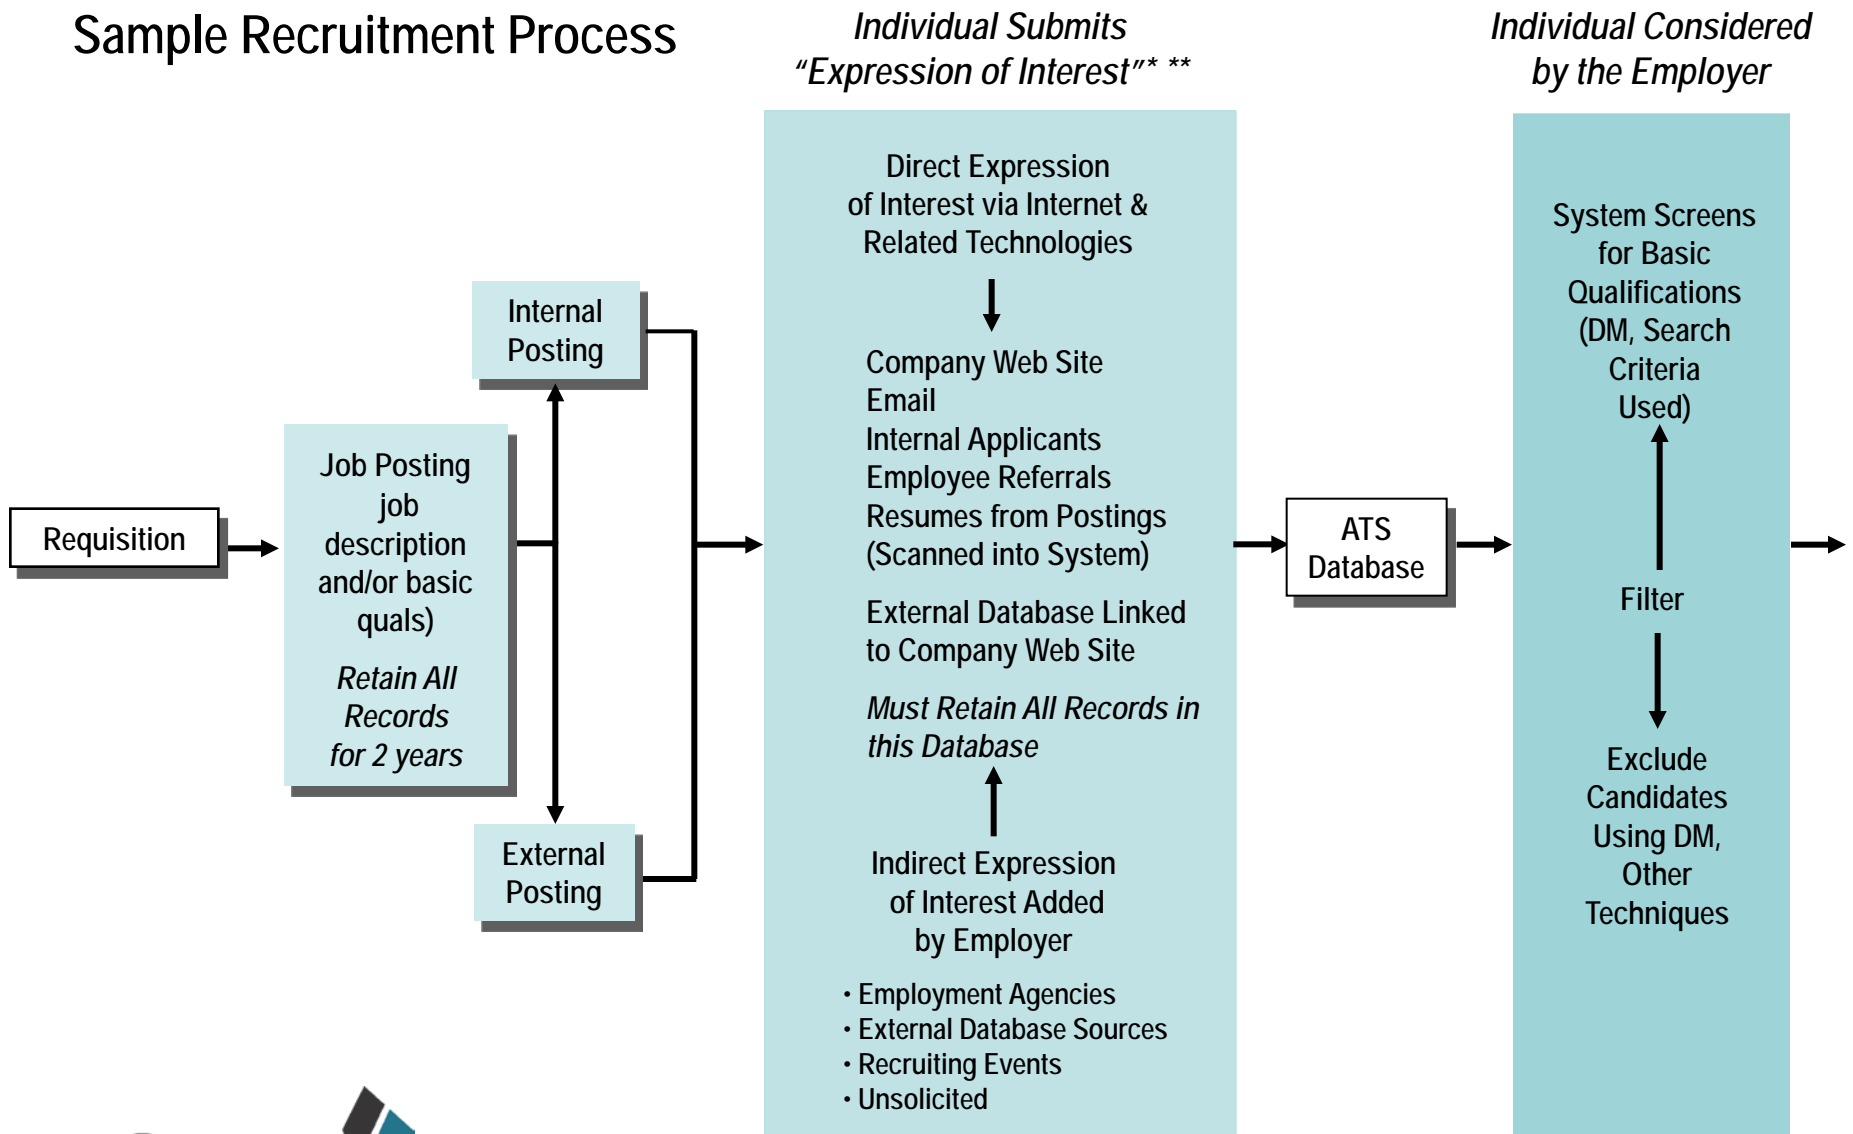 Sample Recruitment Process
Individual Submits
“Expression of Interest”* **
Individual Considered
by the Employer
Requisition
Job Posting
job
description
and/or basic
quals)
Retain All
Records
for 2 years
Internal
Posting
External
Posting
Direct Expression
of Interest via Internet &
Related Technologies
Company Web Site
Email
Internal Applicants
Employee Referrals
Resumes from Postings
(Scanned into System)
External Database Linked
to Company Web Site
Must Retain All Records in
this Database
Indirect Expression
of Interest Added
by Employer
• Employment Agencies
• External Database Sources
• Recruiting Events
• Unsolicited
ATS
Database
System Screens
for Basic
Qualifications
(DM, Search
Criteria
Used)
Filter
Exclude
Candidates
Using DM,
Other
Techniques